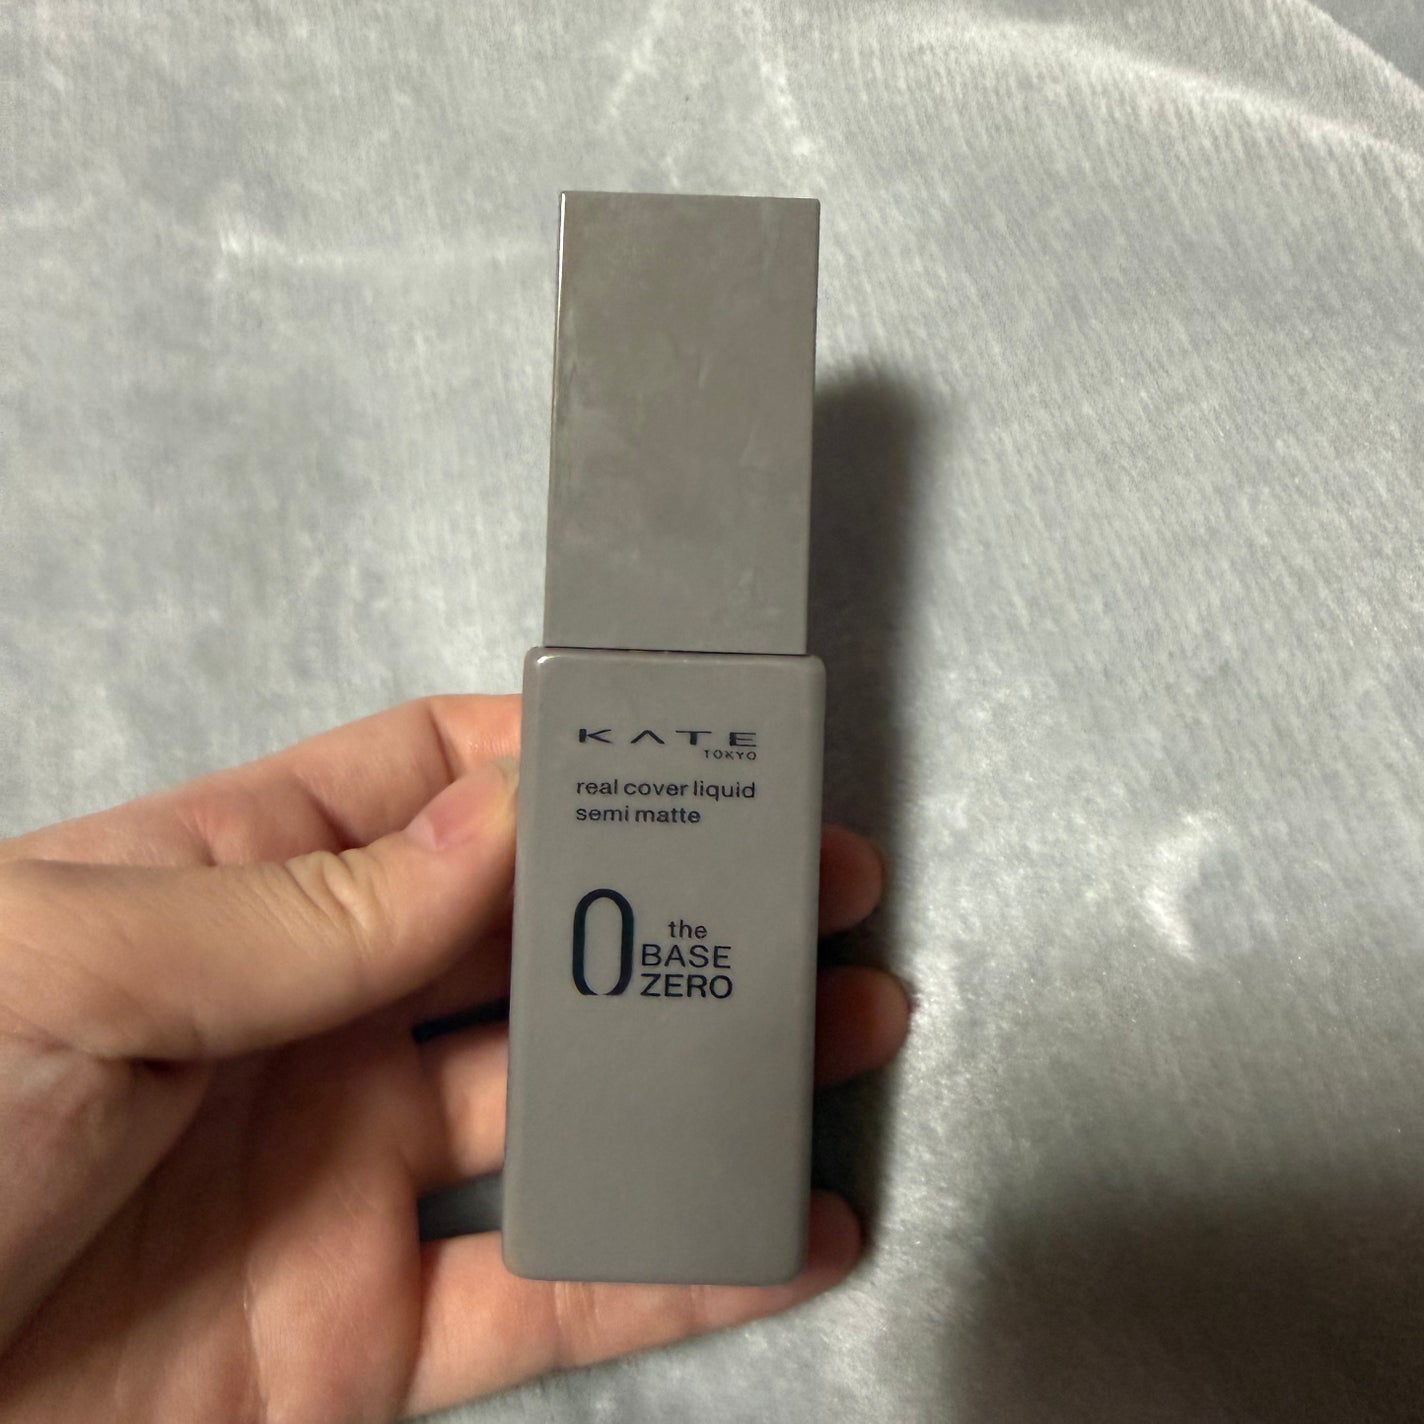 KATE
TOKYO
real cover liquid
semi matte
0 the
BASE
ZERO